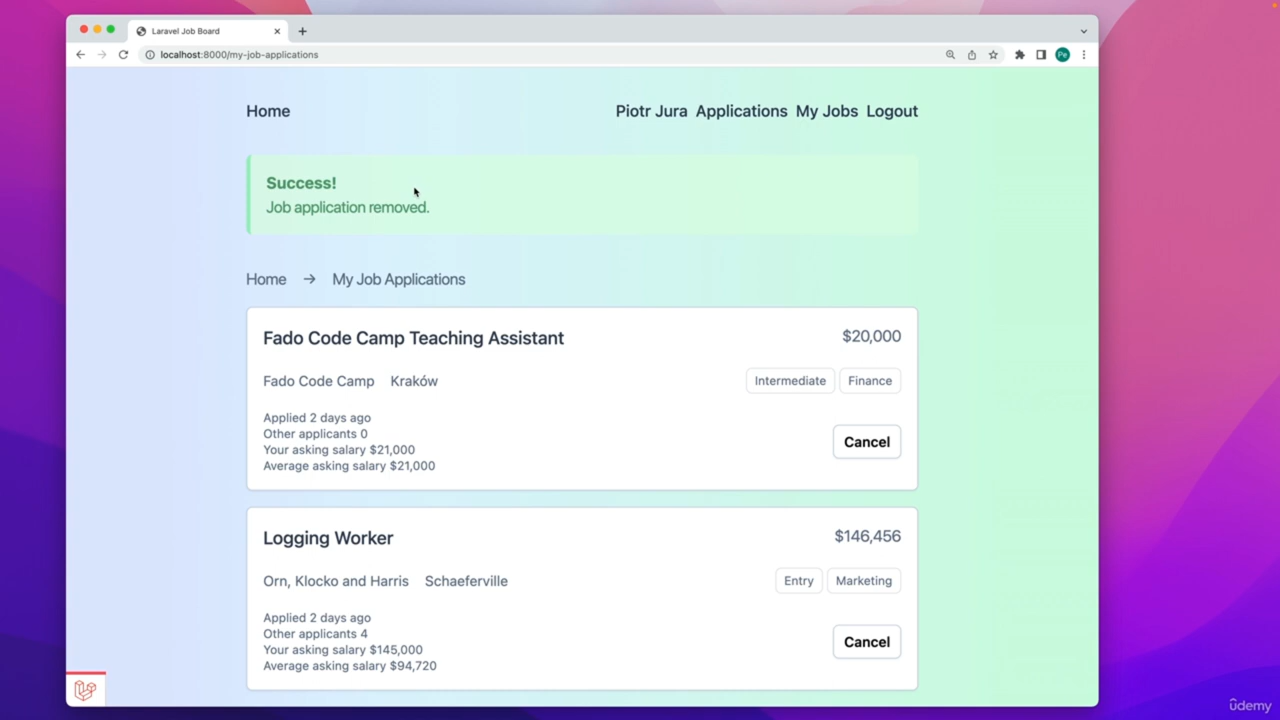 Laravel Job Board
localhost:8000/my-job-applications
Pe
Home
Piotr Jura Applications My Jobs Logout
Success!
Job application removed.
Home → My Job Applications
Fado Code Camp Teaching Assistant
$20,000
Fado Code Camp Kraków
Intermediate Finance
Applied 2 days ago
Other applicants 0
Your asking salary $21,000
Average asking salary $21,000
Cancel
Logging Worker
$146,456
Orn, Klocko and Harris Schaeferville
Entry Marketing
Applied 2 days ago
Other applicants 4
Your asking salary $145,000
Average asking salary $94,720
Cancel
ûdemy